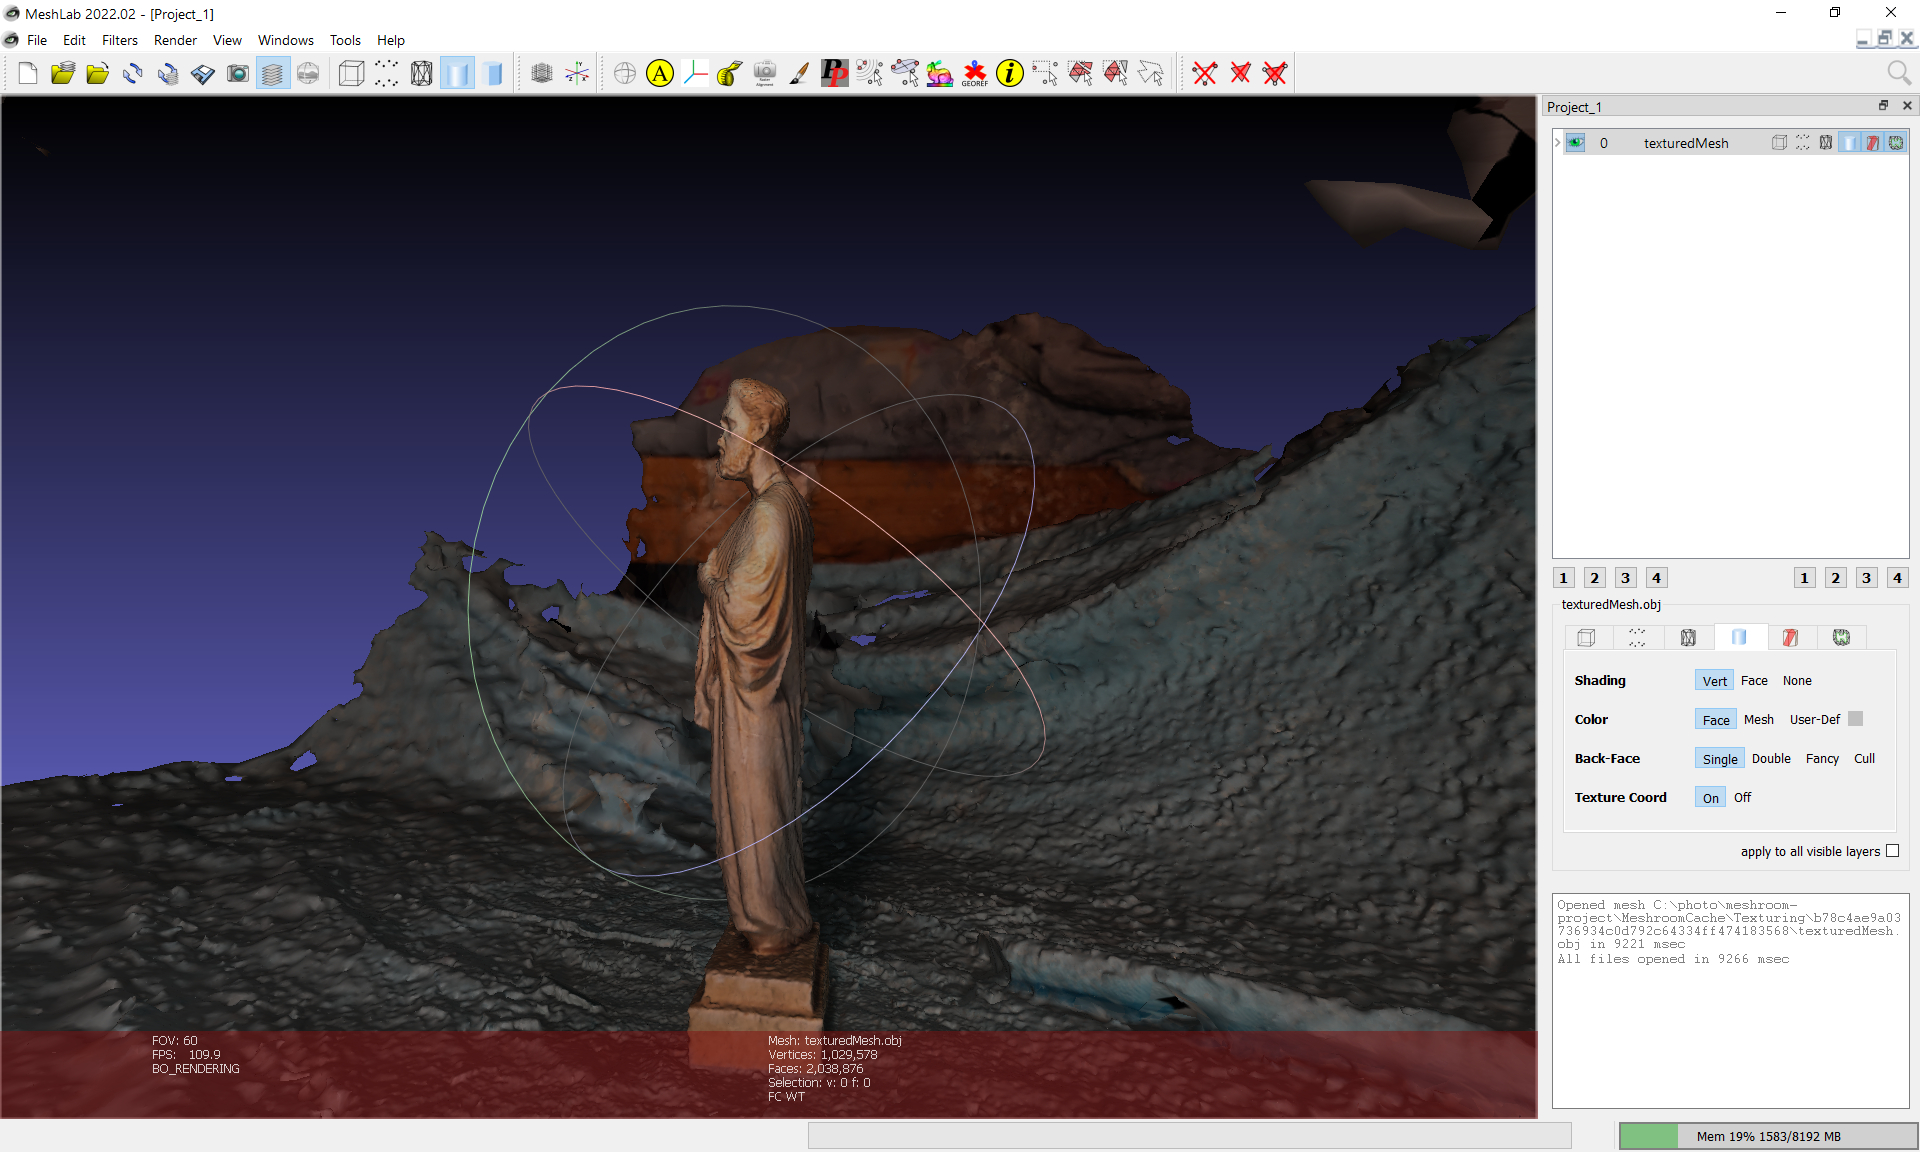 MeshLab 2022.02 - [Project_1]
File Edit Filters Render View Windows Tools Help
A
PP
GEOREF
i
Project_1
0 texturedMesh
1 2 3 4 1 2 3 4
texturedMesh.obj
Shading Vert Face None
Color Face Mesh User-Def
Back-Face Single Double Fancy Cull
Texture Coord On Off
apply to all visible layers
Opened mesh C:\photo\meshroom-
project\MeshroomCache\Texturing\b78c4ae9a03
736934c0d792c64334ff474183568\texturedMesh.
obj in 9221 msec
All files opened in 9266 msec
FOV: 60
FPS: 109.9
BO_RENDERING
Mesh: texturedMesh.obj
Vertices: 1,029,578
Faces: 2,038,876
Selection: v: 0 f: 0
FC WT
Mem 19% 1583/8192 MB